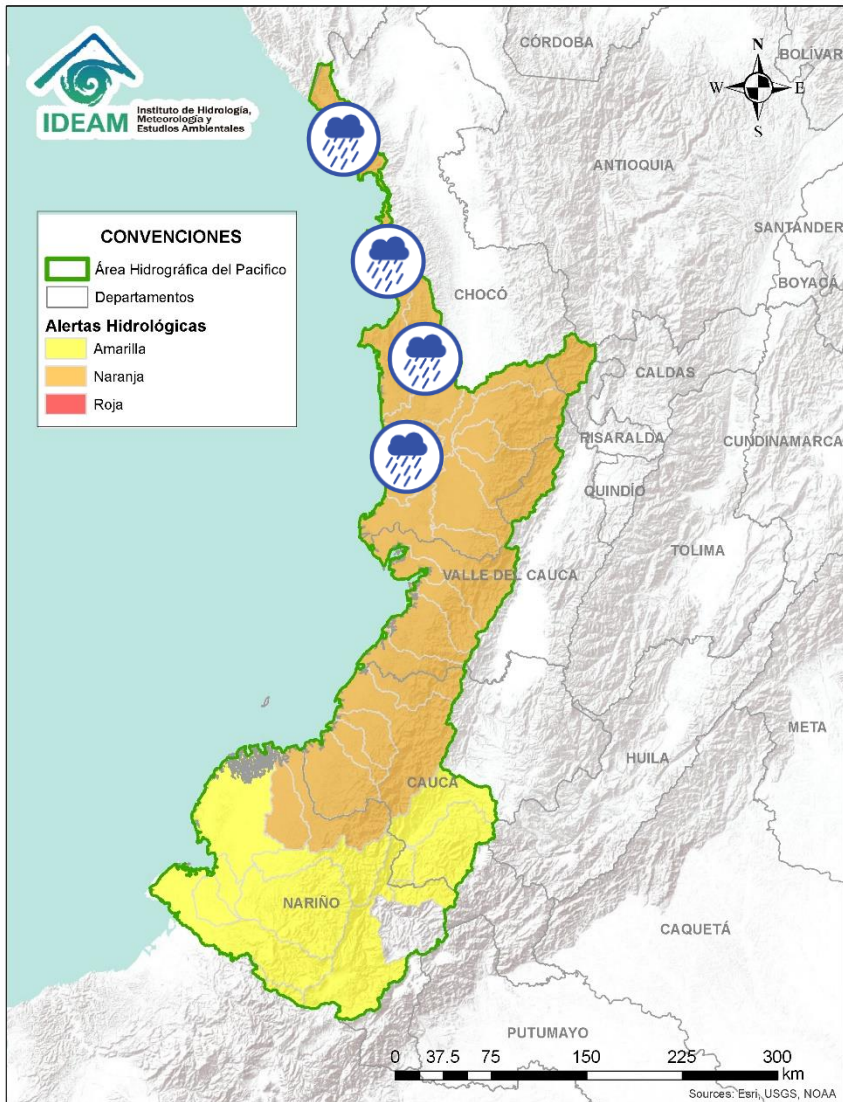 CÓRDOBA
BOLÍVAR
N
W E
S
IDEAM
Instituto de Hidrología,
Meteorología y
Estudios Ambientales
ANTIOQUIA
SANTANDER
BOYACÁ
CONVENCIONES
Área Hidrográfica del Pacifico
Departamentos
Alertas Hidrológicas
Amarilla
Naranja
Roja
CHOCÓ
CALDAS
RISARALDA
CUNDINAMARCA
QUINDÍO
TOLIMA
VALLE DEL CAUCA
META
HUILA
CAUCA
NARIÑO
CAQUETÁ
PUTUMAYO
0 37.5 75 150 225 300
km
Sources: Esri, USGS, NOAA